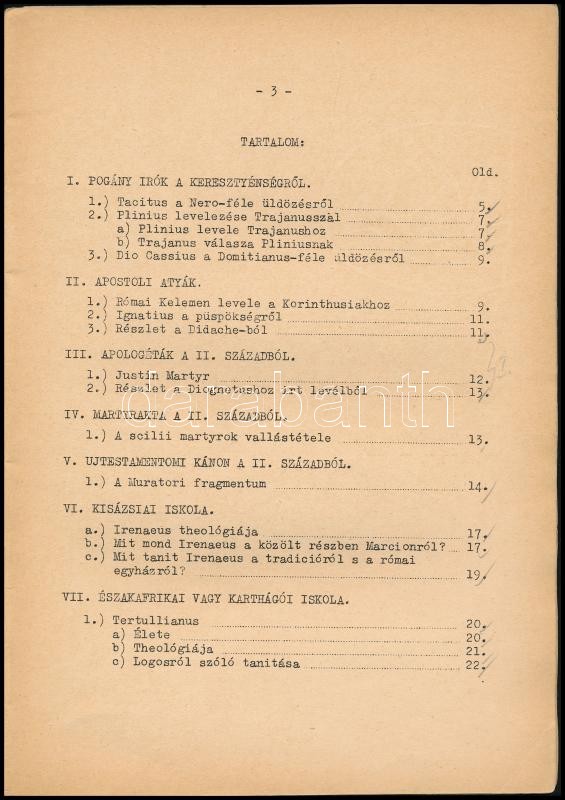 - 3 -
TARTALOM:
Old.
I. POGÁNY IRÓK A KERESZTYÉNSÉGRŐL.
1.) Tacitus a Nero-féle üldözésről 5.
2.) Plinius levelezése Trajanusszal 7.
a) Plinius levele Trajanushoz 7.
b) Trajanus válasza Pliniusnak 8.
3.) Dio Cassius a Domitianus-féle üldözésről 9.
II. APOSTOLI ATYÁK.
1.) Római Kelemen levele a Korinthusiakhoz 9.
2.) Ignatius a püspökségről 11.
3.) Részlet a Didache-ból 11.
III. APOLOGÉTÁK A II. SZÁZADBÓL.
1.) Justin Martyr 12.
2.) Részlet a Diognetushoz irt levélből 13.
IV. MARTYRAKTA A II. SZÁZADBÓL.
1.) A scilii martyrok vallástétele 13.
V. UJTESTAMENTOMI KÁNON A II. SZÁZADBÓL.
1.) A Muratori fragmentum 14.
VI. KISÁZSIAI ISKOLA.
a.) Irenaeus theológiája 17.
b.) Mit mond Irenaeus a közölt részben Marcionról? 17.
c.) Mit tanit Irenaeus a tradicióról s a római
egyházról? 19.
VII. ÉSZAKAFRIKAI VAGY KARTHÁGÓI ISKOLA.
1.) Tertullianus 20.
a) Élete 20.
b) Theológiája 21.
c) Logosról szóló tanitása 22.
darabanth